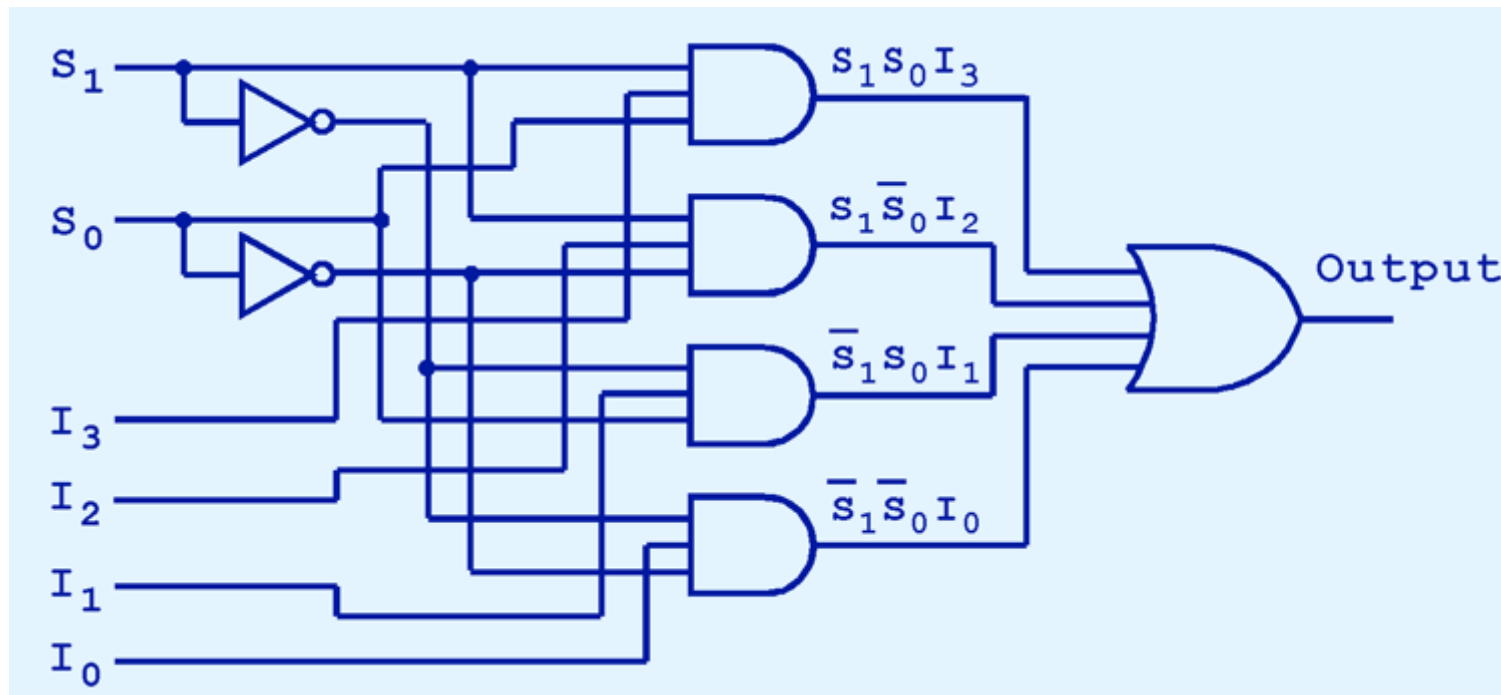 S₁
S₀
I₃
I₂
I₁
I₀
S₁S₀I₃
S₁S̅₀I₂
S̅₁S₀I₁
S̅₁S̅₀I₀
Output